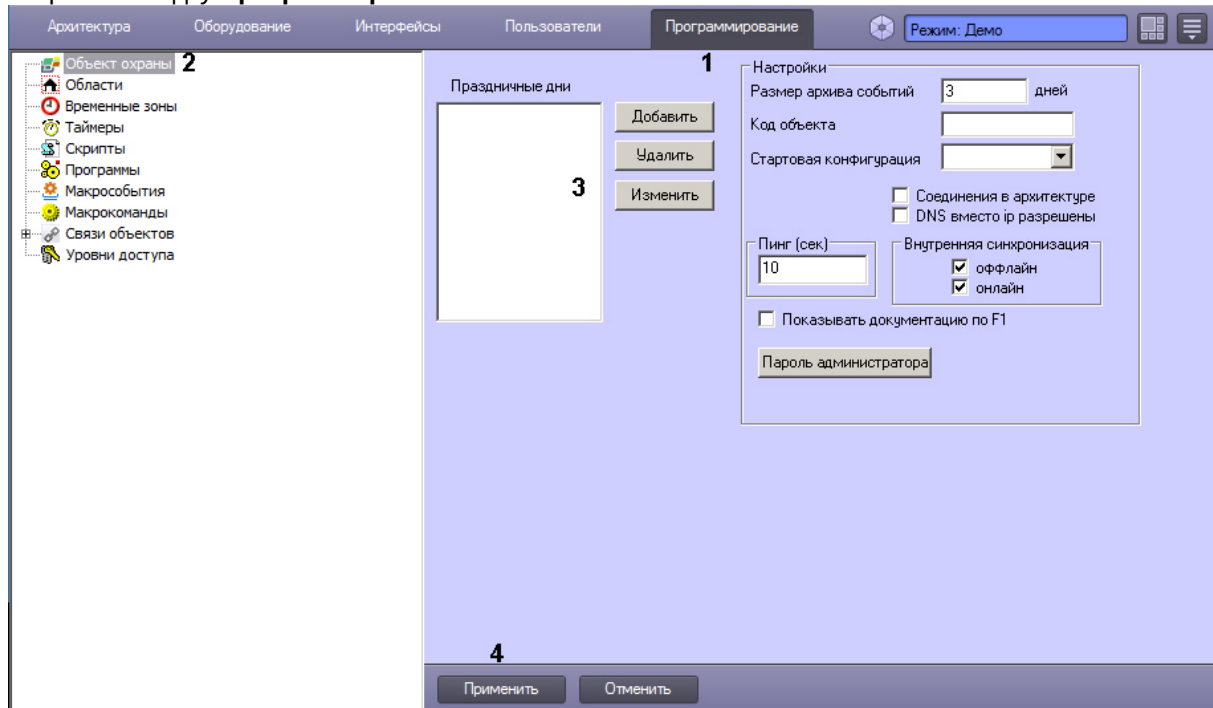 Архитектура Оборудование Интерфейсы Пользователи Программирование Режим: Демо
1
Объект охраны 2
Области
Временные зоны
Таймеры
Скрипты
Программы
Макрособытия
Макрокоманды
Связи объектов
Уровни доступа
Праздничные дни
3
Добавить
Удалить
Изменить
Настройки
Размер архива событий 3 дней
Код объекта
Стартовая конфигурация
Соединения в архитектуре
DNS вместо ip разрешены
Пинг (сек)
10
Внутренняя синхронизация
оффлайн
онлайн
Показывать документацию по F1
Пароль администратора
4
Применить Отменить